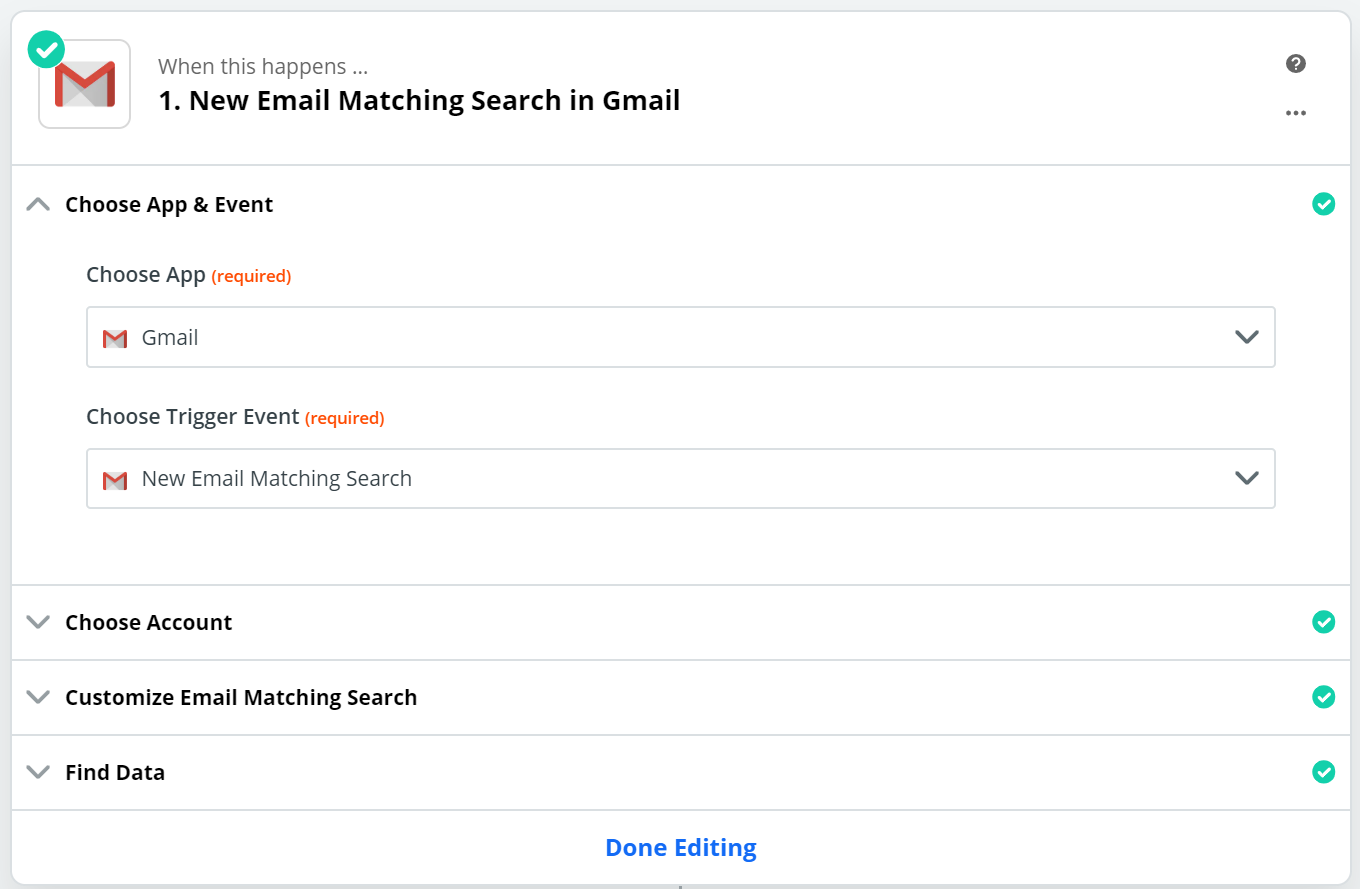 When this happens ...
1. New Email Matching Search in Gmail
Choose App & Event
Choose App (required)
Gmail
Choose Trigger Event (required)
New Email Matching Search
Choose Account
Customize Email Matching Search
Find Data
Done Editing